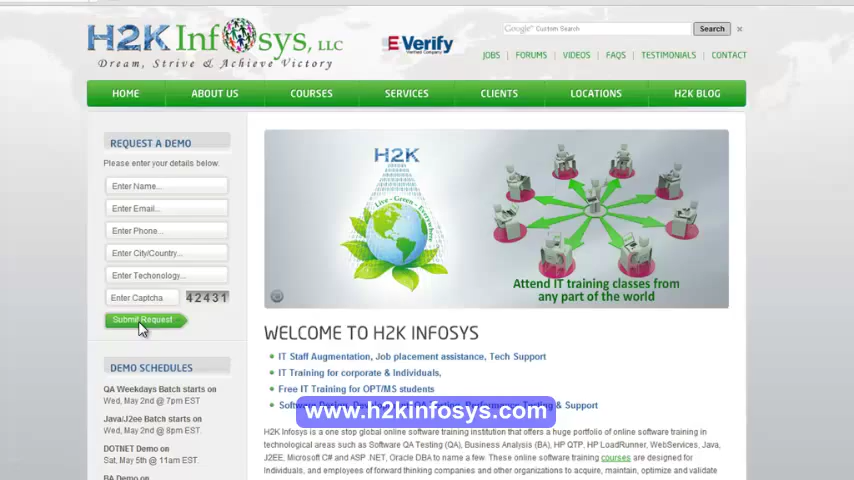 H2K Infosys, LLC
Dream, Strive & Achieve Victory
E Verify
Google™ Custom Search
Search
JOBS | FORUMS | VIDEOS | FAQS | TESTIMONIALS | CONTACT
HOME ABOUT US COURSES SERVICES CLIENTS LOCATIONS H2K BLOG
REQUEST A DEMO
Please enter your details below.
Enter Name...
Enter Email...
Enter Phone...
Enter City/Country...
Enter Techonology...
Enter Captcha 42431
Submit Request
DEMO SCHEDULES
QA Weekdays Batch starts on
Wed, May 2nd @ 7pm EST
Java/J2ee Batch starts on
Wed, May 2nd @ 8pm EST.
DOTNET Demo on
Sat, May 5th @ 11am EST.
BA Demo on
H2K
Live - Green - Everyday
Attend IT training classes from
any part of the world
WELCOME TO H2K INFOSYS
IT Staff Augmentation, Job placement assistance, Tech Support
IT Training for corporate & Individuals,
Free IT Training for OPT/MS students
www.h2kinfosys.com
& Support
H2K Infosys is a one stop global online software training institution that offers a huge portfolio of online software training in
technological areas such as Software QA Testing (QA), Business Analysis (BA), HP QTP, HP LoadRunner, WebServices, Java,
J2EE, Microsoft C# and ASP .NET, Oracle DBA to name a few. These online software training courses are designed for
Individuals, and employees of forward thinking companies and other organizations to acquire, maintain, optimize and validate